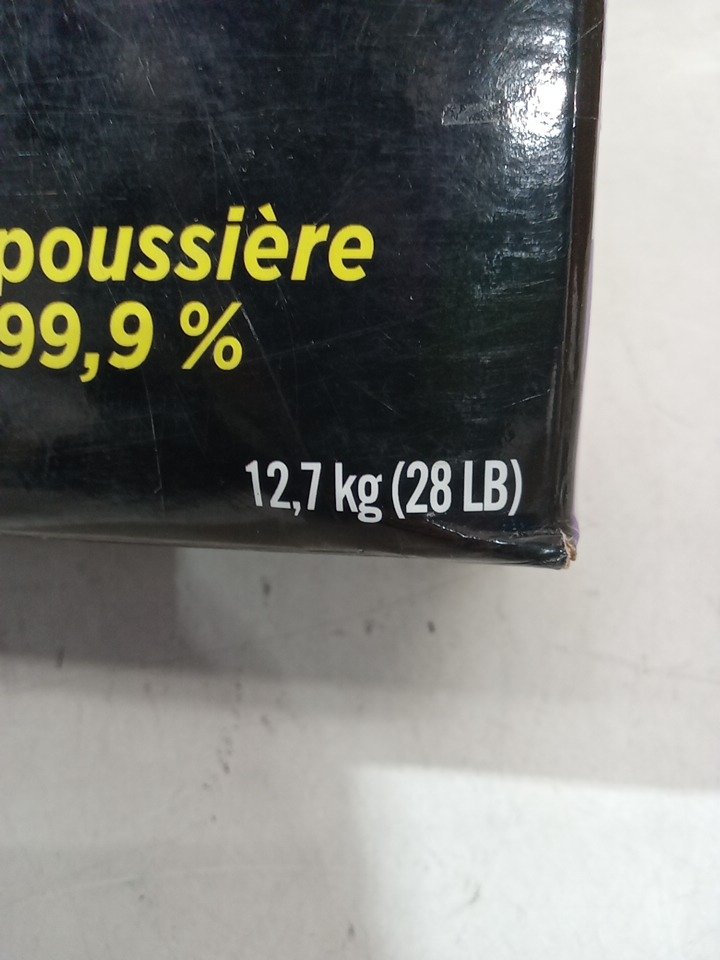 poussière
99,9 %
12,7 kg (28 LB)